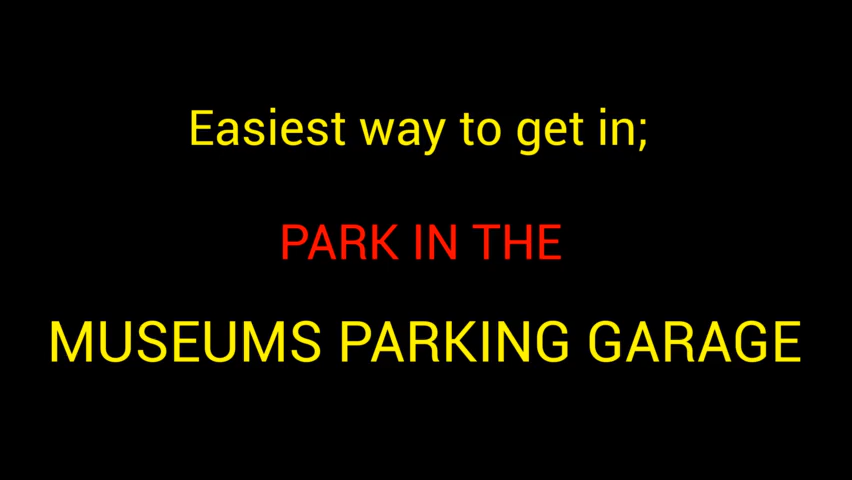 Easiest way to get in;
PARK IN THE
MUSEUMS PARKING GARAGE